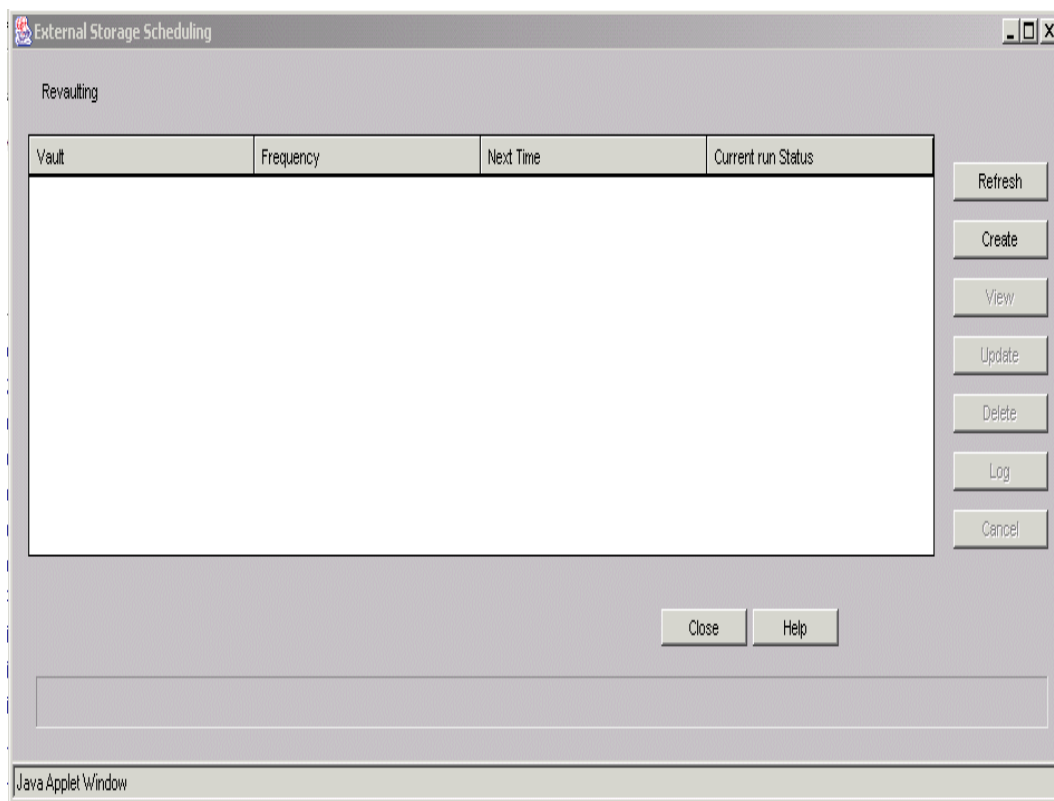 External Storage Scheduling
Revaulting
Vault Frequency Next Time Current run Status
Refresh
Create
View
Update
Delete
Log
Cancel
Close Help
Java Applet Window